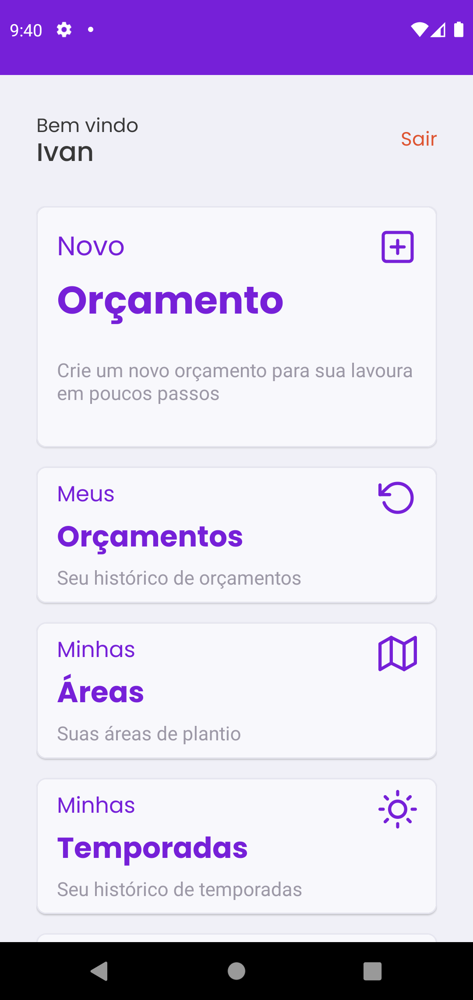 9:40
Bem vindo
Ivan
Sair
Novo
Orçamento
Crie um novo orçamento para sua lavoura
em poucos passos
Meus
Orçamentos
Seu histórico de orçamentos
Minhas
Áreas
Suas áreas de plantio
Minhas
Temporadas
Seu histórico de temporadas